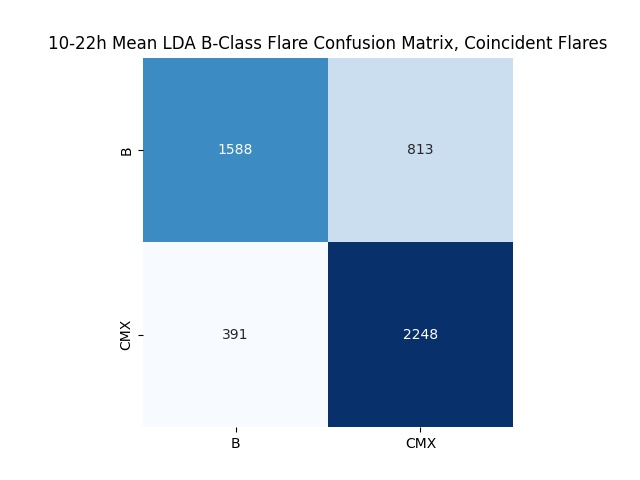 10-22h Mean LDA B-Class Flare Confusion Matrix, Coincident Flares
B
1588
813
CMX
391
2248
B
CMX